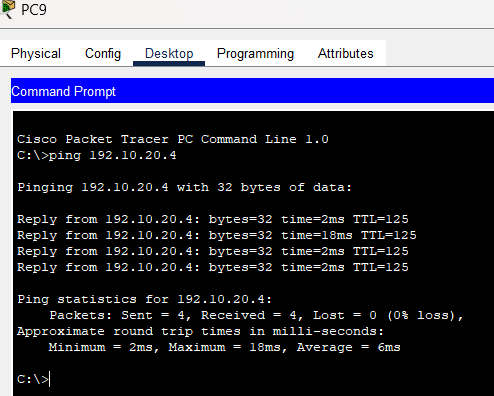 PC9
Physical Config Desktop Programming Attributes
Command Prompt
Cisco Packet Tracer PC Command Line 1.0
C:\>ping 192.10.20.4
Pinging 192.10.20.4 with 32 bytes of data:
Reply from 192.10.20.4: bytes=32 time=2ms TTL=125
Reply from 192.10.20.4: bytes=32 time=18ms TTL=125
Reply from 192.10.20.4: bytes=32 time=2ms TTL=125
Reply from 192.10.20.4: bytes=32 time=2ms TTL=125
Ping statistics for 192.10.20.4:
Packets: Sent = 4, Received = 4, Lost = 0 (0% loss),
Approximate round trip times in milli-seconds:
Minimum = 2ms, Maximum = 18ms, Average = 6ms
C:\>